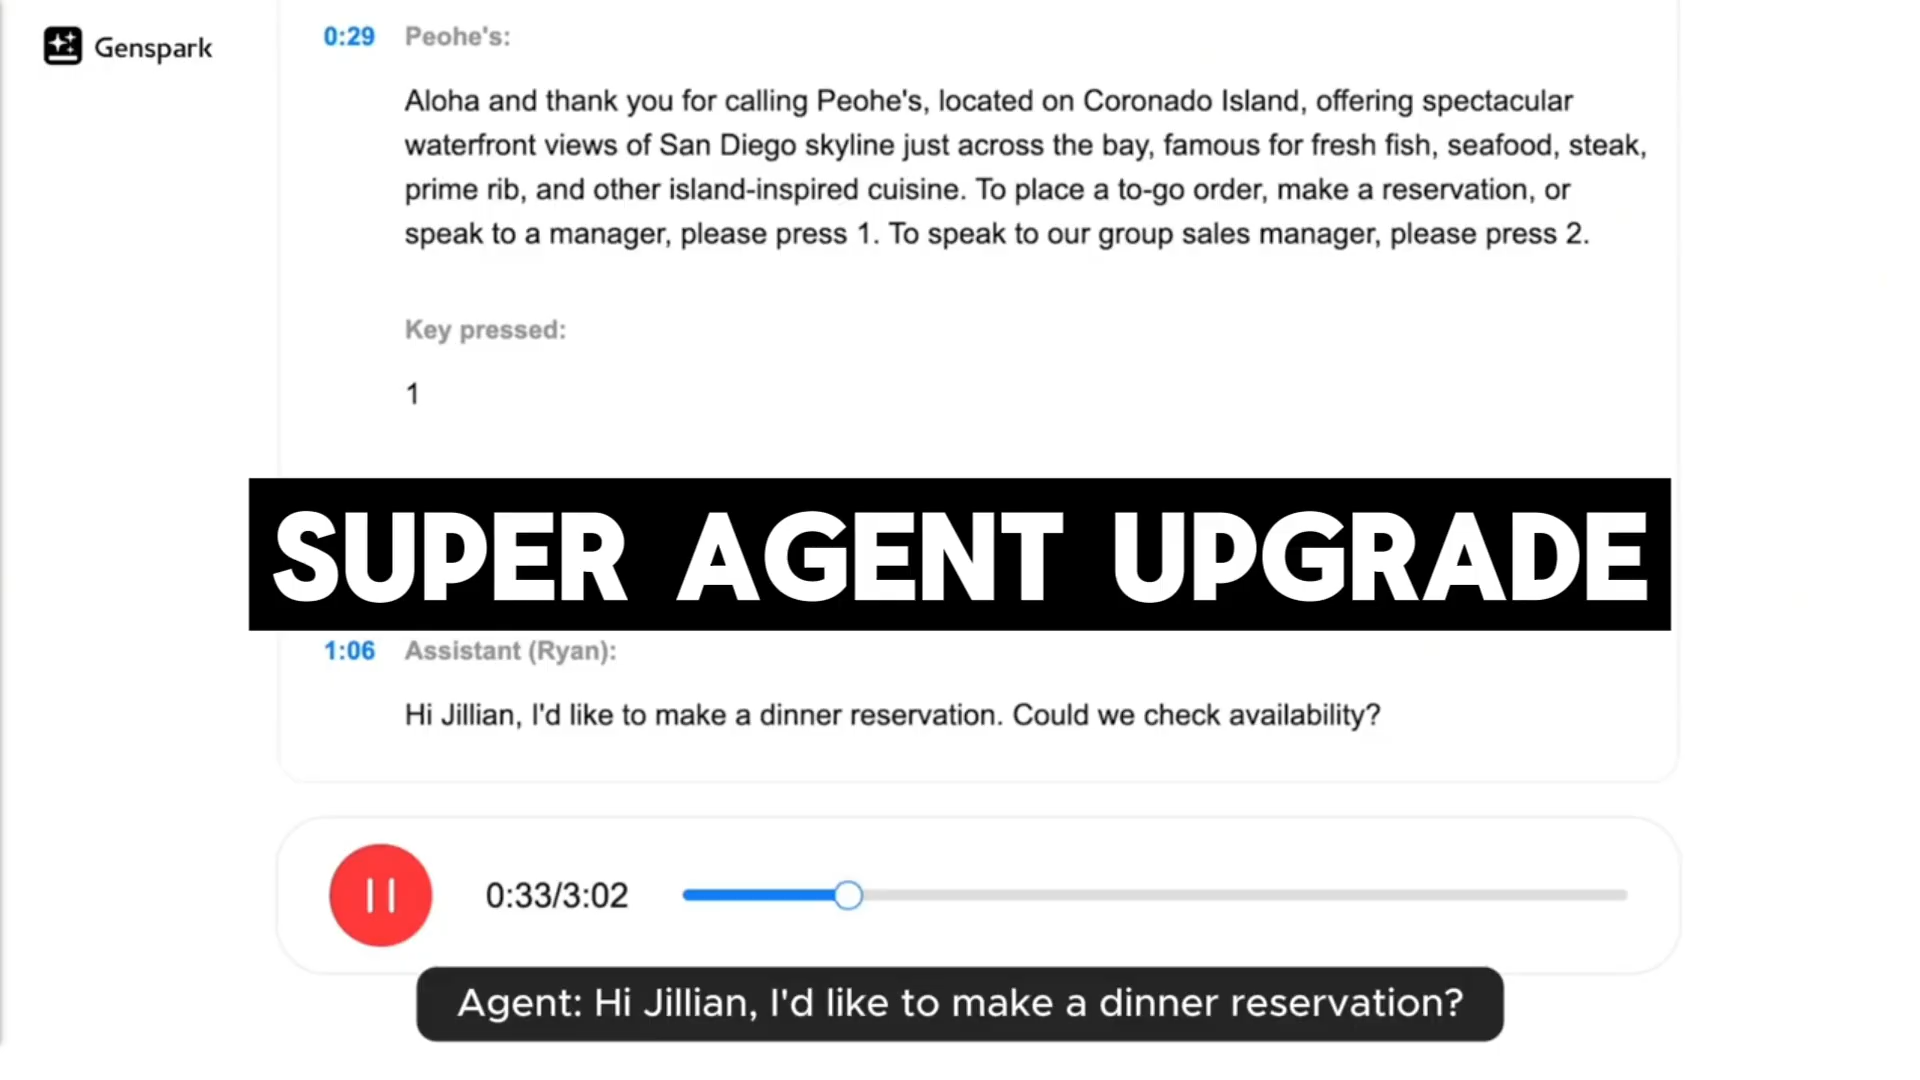 Genspark
0:29 Peohe's:
Aloha and thank you for calling Peohe's, located on Coronado Island, offering spectacular
waterfront views of San Diego skyline just across the bay, famous for fresh fish, seafood, steak,
prime rib, and other island-inspired cuisine. To place a to-go order, make a reservation, or
speak to a manager, please press 1. To speak to our group sales manager, please press 2.
Key pressed:
1
SUPER AGENT UPGRADE
1:06 Assistant (Ryan):
Hi Jillian, I'd like to make a dinner reservation. Could we check availability?
0:33/3:02
Agent: Hi Jillian, I'd like to make a dinner reservation?